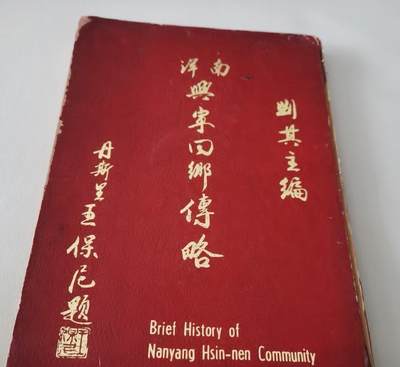 劉其主編
南洋
興寧同鄉傳略
丹斯里王保尼題
Brief History of
Nanyang Hsin-nen Community